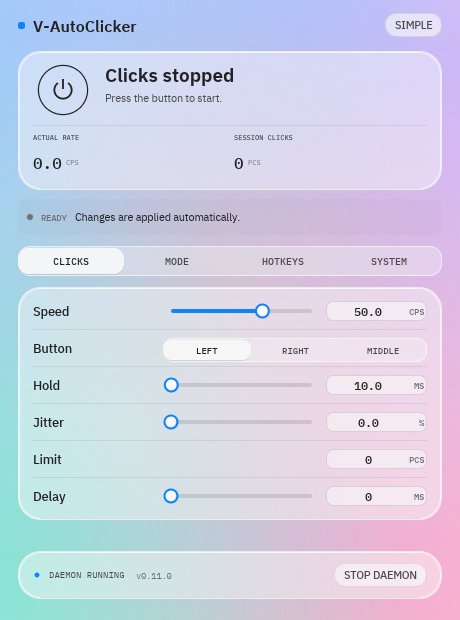 V-AutoClicker
SIMPLE
Clicks stopped
Press the button to start.
ACTUAL RATE
SESSION CLICKS
0.0 CPS
0 PCS
READY Changes are applied automatically.
CLICKS MODE HOTKEYS SYSTEM
Speed 50.0 CPS
Button LEFT RIGHT MIDDLE
Hold 10.0 MS
Jitter 0.0 %
Limit 0 PCS
Delay 0 MS
DAEMON RUNNING v0.11.0 STOP DAEMON